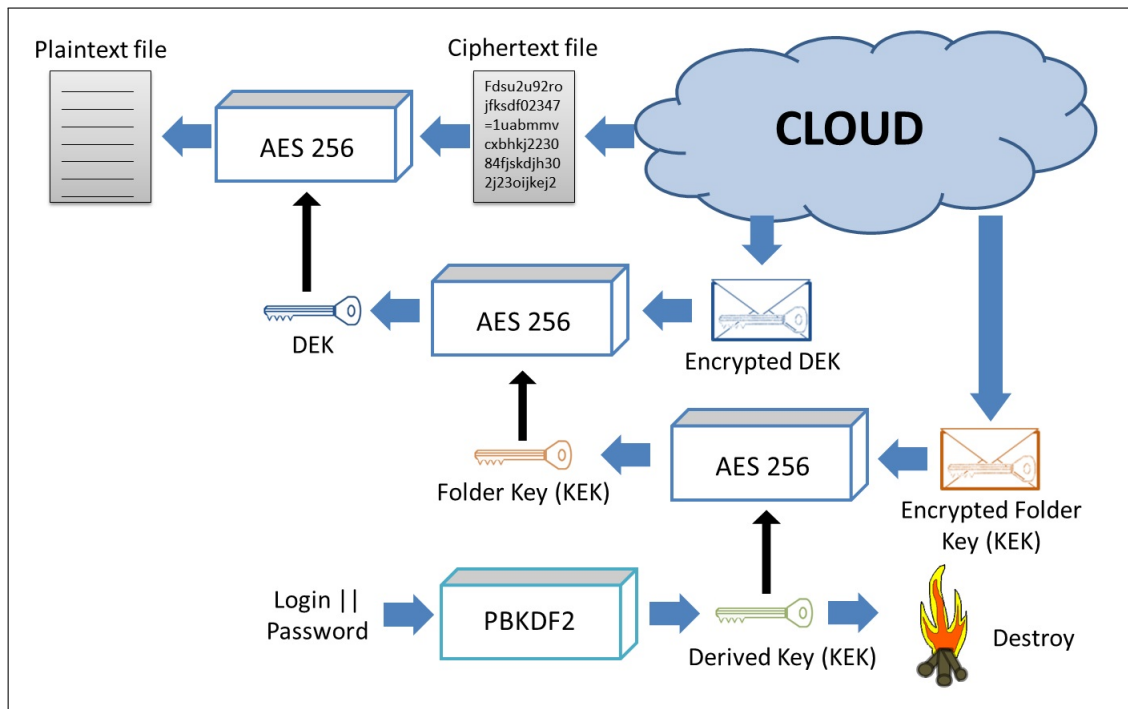 Plaintext file
Ciphertext file
Fdsu2u92ro
jfksdf02347
=1uabmmv
cxbhkj2230
84fjskdjh30
2j23oijkej2
CLOUD
AES 256
AES 256
DEK
Encrypted DEK
AES 256
Folder Key (KEK)
Encrypted Folder
Key (KEK)
Login ||
Password
PBKDF2
Derived Key (KEK)
Destroy